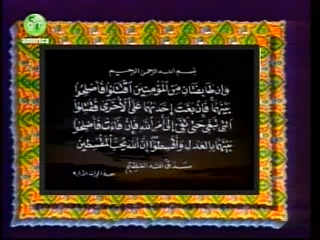 america
بسم الله الرحمن الرحيم
وإن طائفتان من المؤمنين اقتتلوا فأصلحوا
بينهما فإن بغت إحداهما على الأخرى فقاتلوا
التي تبغي حتى تفيء إلى أمر الله فإن فاءت فأصلحوا
بينهما بالعدل وأقسطوا إن الله يحب المقسطين
صدق الله العظيم